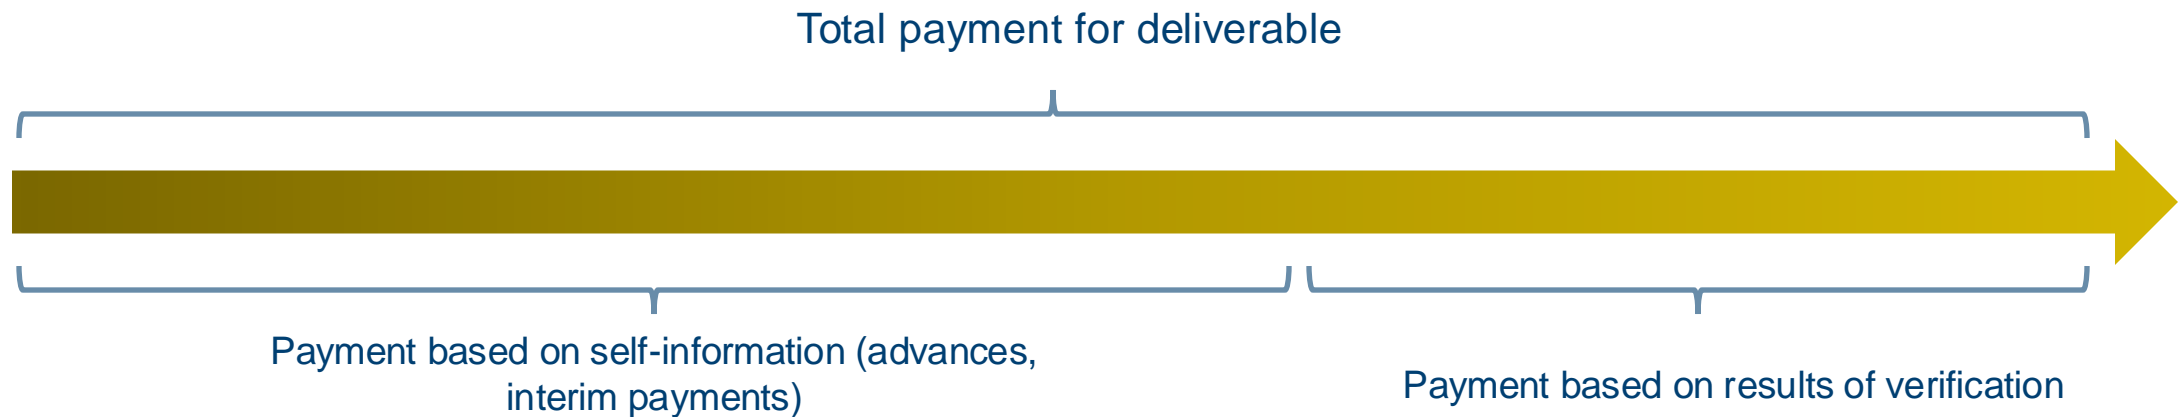 Total payment for deliverable
Payment based on self-information (advances,
interim payments)
Payment based on results of verification